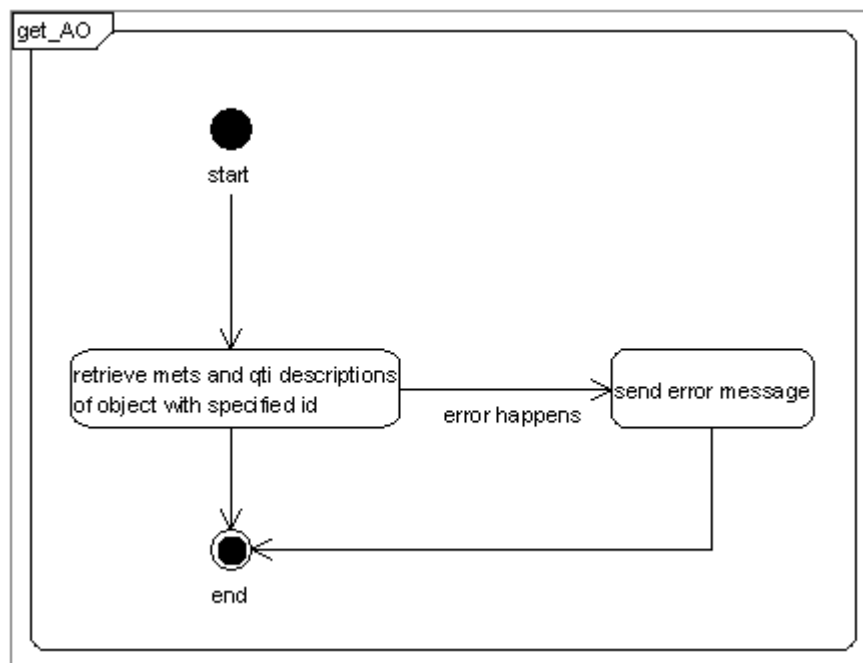 get_AO
start
retrieve mets and qti descriptions
of object with specified id
error happens
send error message
end